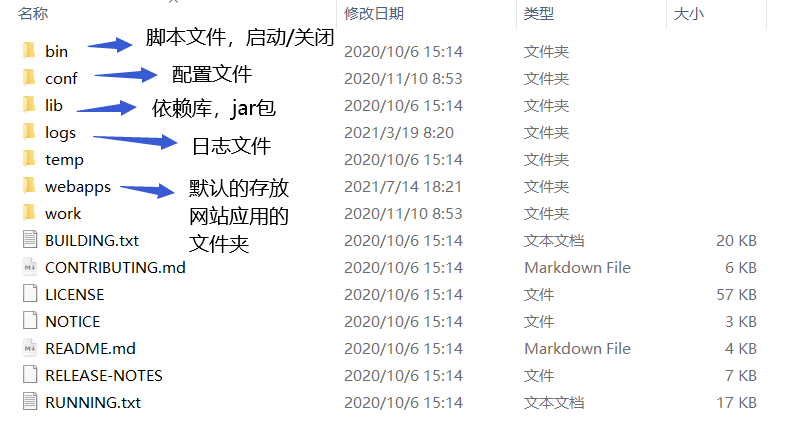 名称 修改日期 类型 大小
bin 脚本文件，启动/关闭 2020/10/6 15:14 文件夹
conf 配置文件 2020/11/10 8:53 文件夹
lib 依赖库，jar包 2020/10/6 15:14 文件夹
logs 日志文件 2021/3/19 8:20 文件夹
temp 2020/10/6 15:14 文件夹
webapps 默认的存放 2021/7/14 18:21 文件夹
work 网站应用的 2020/11/10 8:53 文件夹
文件夹
BUILDING.txt 2020/10/6 15:14 文本文档 20 KB
CONTRIBUTING.md 2020/10/6 15:14 Markdown File 6 KB
LICENSE 2020/10/6 15:14 文件 57 KB
NOTICE 2020/10/6 15:14 文件 3 KB
README.md 2020/10/6 15:14 Markdown File 4 KB
RELEASE-NOTES 2020/10/6 15:14 文件 7 KB
RUNNING.txt 2020/10/6 15:14 文本文档 17 KB